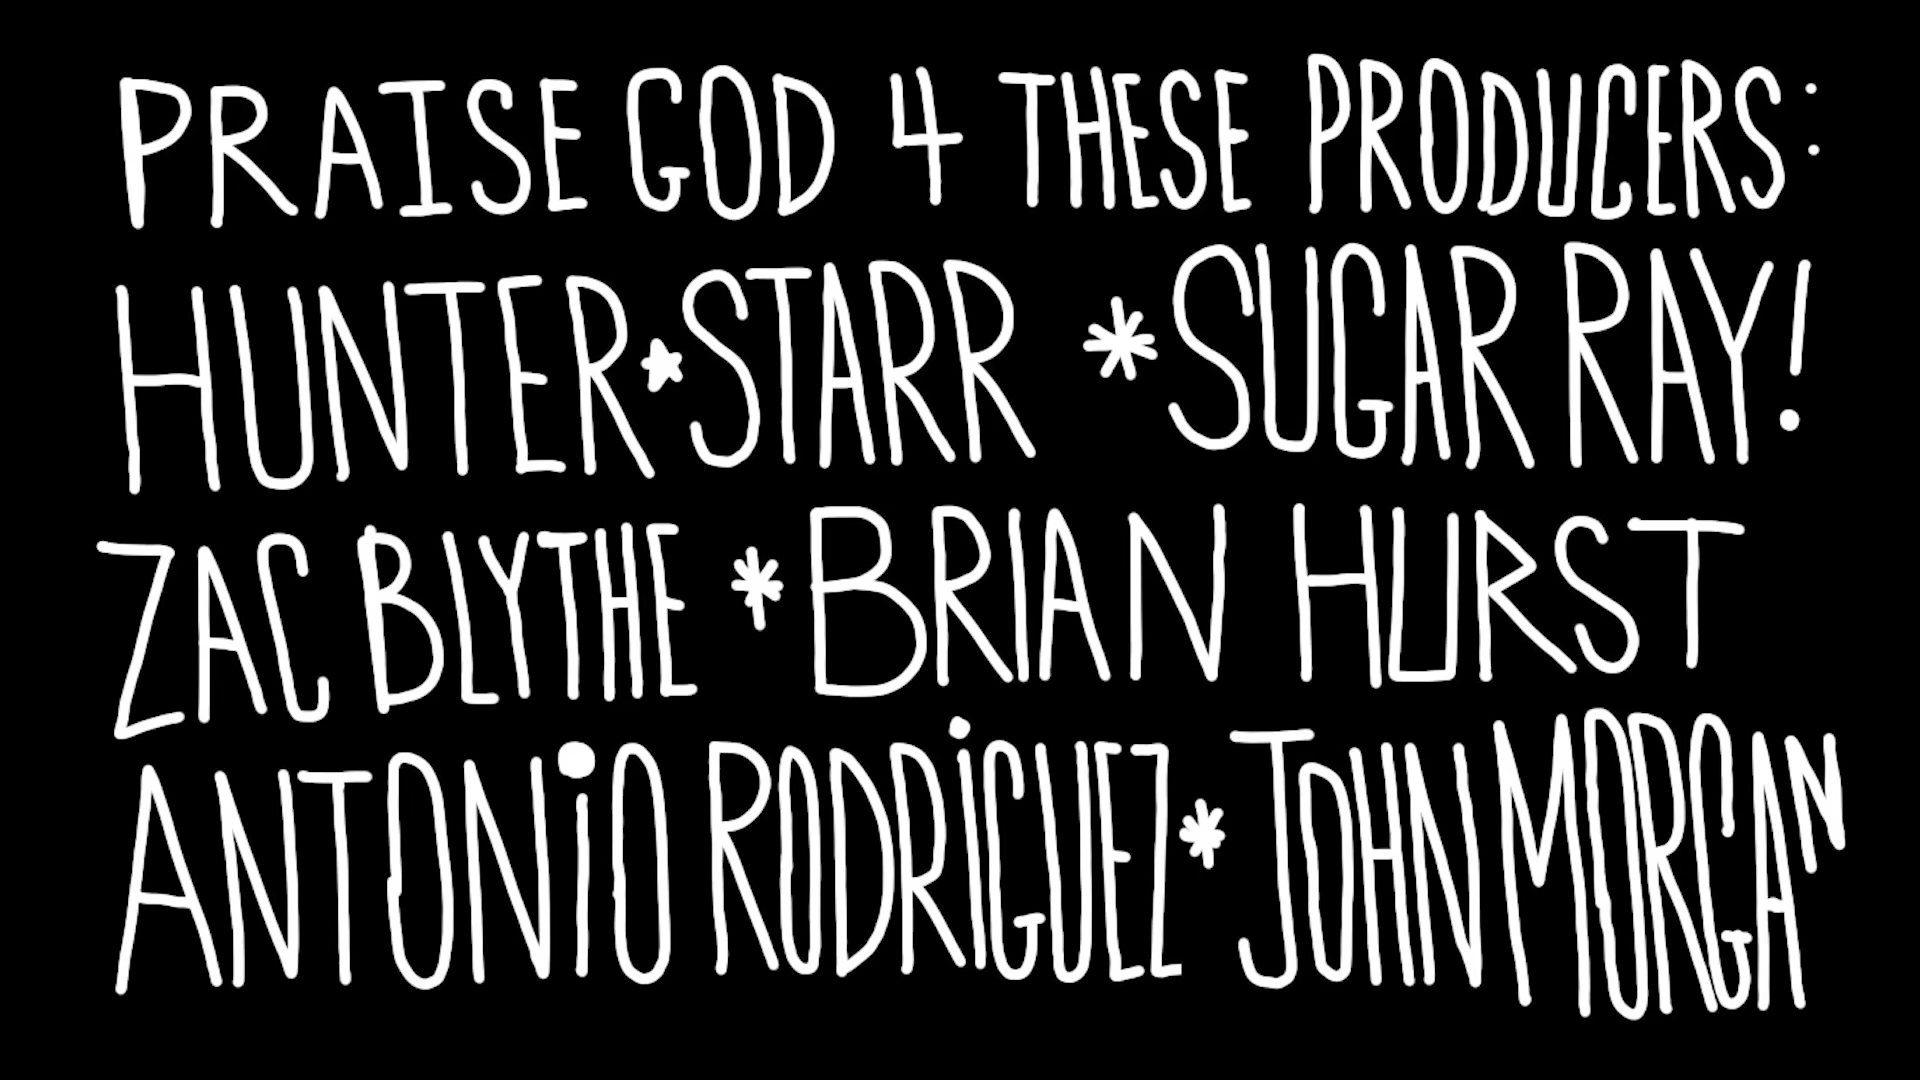 PRAISE GOD 4 THESE PRODUCERS:
HUNTER★STARR *SUGAR RAY!
ZAC BLYTHE *BRIAN HURST
ANTONiO RODRiGUEZ* JOHN MORGAN